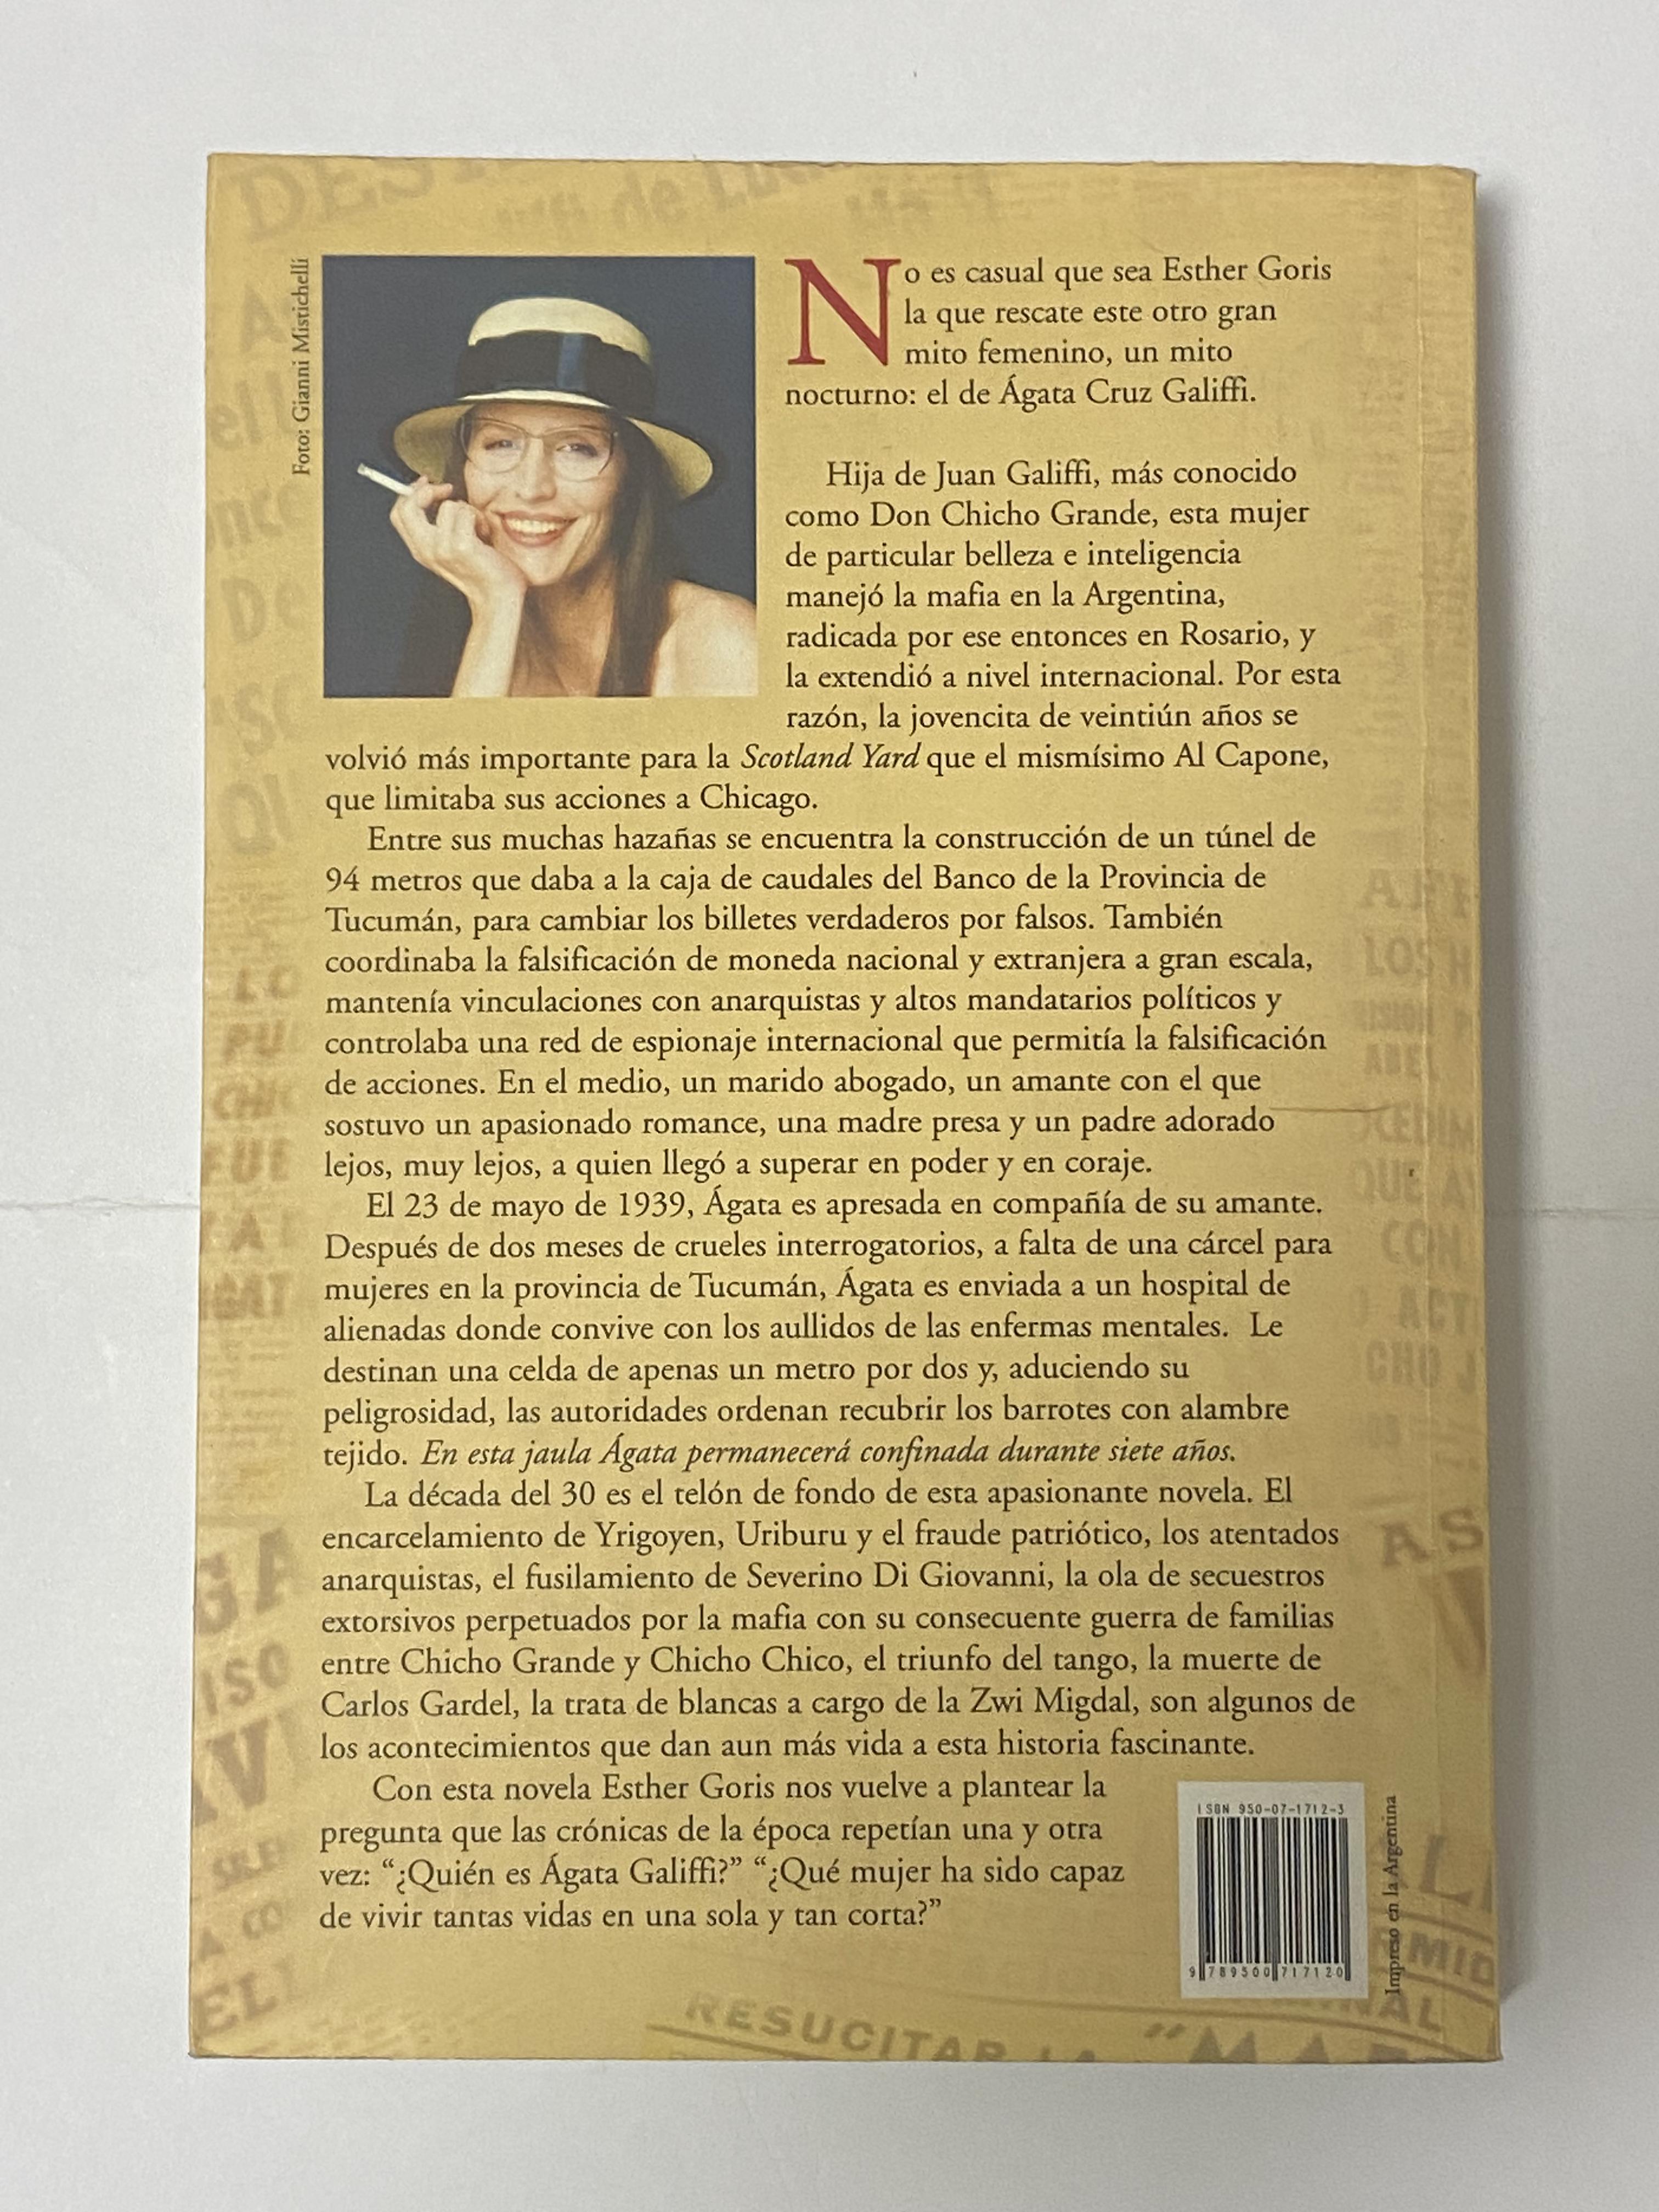 Foto: Gianni Mistichelli
No es casual que sea Esther Goris
la que rescate este otro gran
mito femenino, un mito
nocturno: el de Ágata Cruz Galiffi.
Hija de Juan Galiffi, más conocido
como Don Chicho Grande, esta mujer
de particular belleza e inteligencia
manejó la mafia en la Argentina,
radicada por ese entonces en Rosario, y
la extendió a nivel internacional. Por esta
razón, la jovencita de veintiún años se
volvió más importante para la Scotland Yard que el mismísimo Al Capone,
que limitaba sus acciones a Chicago.
Entre sus muchas hazañas se encuentra la construcción de un túnel de
94 metros que daba a la caja de caudales del Banco de la Provincia de
Tucumán, para cambiar los billetes verdaderos por falsos. También
coordinaba la falsificación de moneda nacional y extranjera a gran escala,
mantenía vinculaciones con anarquistas y altos mandatarios políticos y
controlaba una red de espionaje internacional que permitía la falsificación
de acciones. En el medio, un marido abogado, un amante con el que
sostuvo un apasionado romance, una madre presa y un padre adorado
lejos, muy lejos, a quien llegó a superar en poder y en coraje.
El 23 de mayo de 1939, Ágata es apresada en compañía de su amante.
Después de dos meses de crueles interrogatorios, a falta de una cárcel para
mujeres en la provincia de Tucumán, Ágata es enviada a un hospital de
alienadas donde convive con los aullidos de las enfermas mentales. Le
destinan una celda de apenas un metro por dos y, aduciendo su
peligrosidad, las autoridades ordenan recubrir los barrotes con alambre
tejido. En esta jaula Ágata permanecerá confinada durante siete años.
La década del 30 es el telón de fondo de esta apasionante novela. El
encarcelamiento de Yrigoyen, Uriburu y el fraude patriótico, los atentados
anarquistas, el fusilamiento de Severino Di Giovanni, la ola de secuestros
extorsivos perpetuados por la mafia con su consecuente guerra de familias
entre Chicho Grande y Chicho Chico, el triunfo del tango, la muerte de
Carlos Gardel, la trata de blancas a cargo de la Zwi Migdal, son algunos de
los acontecimientos que dan aun más vida a esta historia fascinante.
Con esta novela Esther Goris nos vuelve a plantear la
pregunta que las crónicas de la época repetían una y otra
vez: “¿Quién es Ágata Galiffi?” “¿Qué mujer ha sido capaz
de vivir tantas vidas en una sola y tan corta?”
ISBN 950-07-1712-3
9 789500 717120
Impreso en la Argentina
RESUCITAR LA